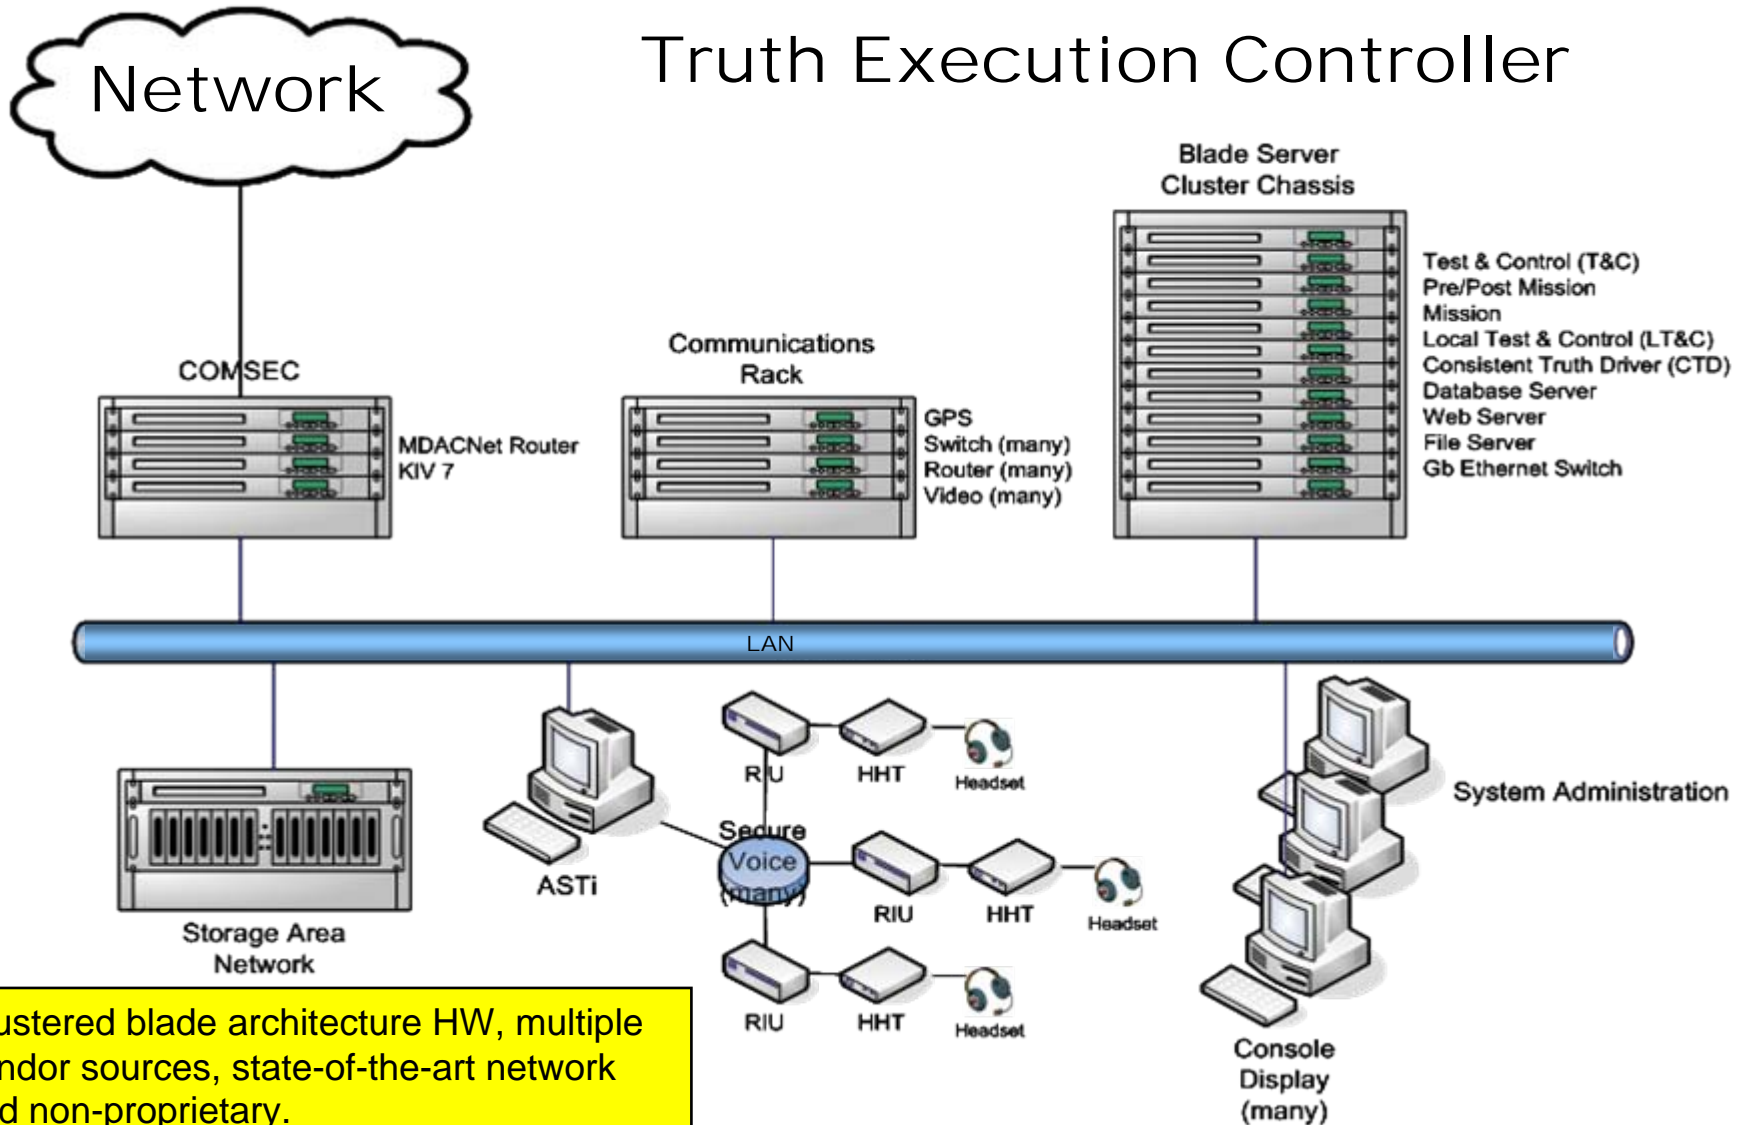 Network
Truth Execution Controller
Blade Server
Cluster Chassis
Test & Control (T&C)
Pre/Post Mission
Mission
Local Test & Control (LT&C)
Consistent Truth Driver (CTD)
Database Server
Web Server
File Server
Gb Ethernet Switch
Communications
Rack
GPS
Switch (many)
Router (many)
Video (many)
COMSEC
MDACNet Router
KIV 7
LAN
Storage Area
Network
ASTi
Secure
Voice
(many)
RIU
HHT
Headset
RIU
HHT
Headset
RIU
HHT
Headset
System Administration
Console
Display
(many)
blade architecture HW, multiple
sources, state-of-the-art network
non-proprietary.